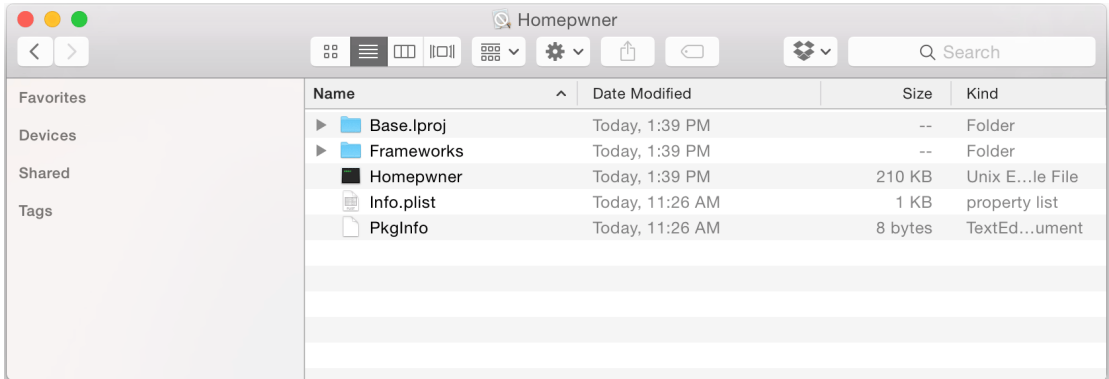 Homepwner
Search
Favorites
Devices
Shared
Tags
Name Date Modified Size Kind
Base.lproj Today, 1:39 PM -- Folder
Frameworks Today, 1:39 PM -- Folder
Homepwner Today, 1:39 PM 210 KB Unix E...le File
Info.plist Today, 11:26 AM 1 KB property list
PkgInfo Today, 11:26 AM 8 bytes TextEd...ument